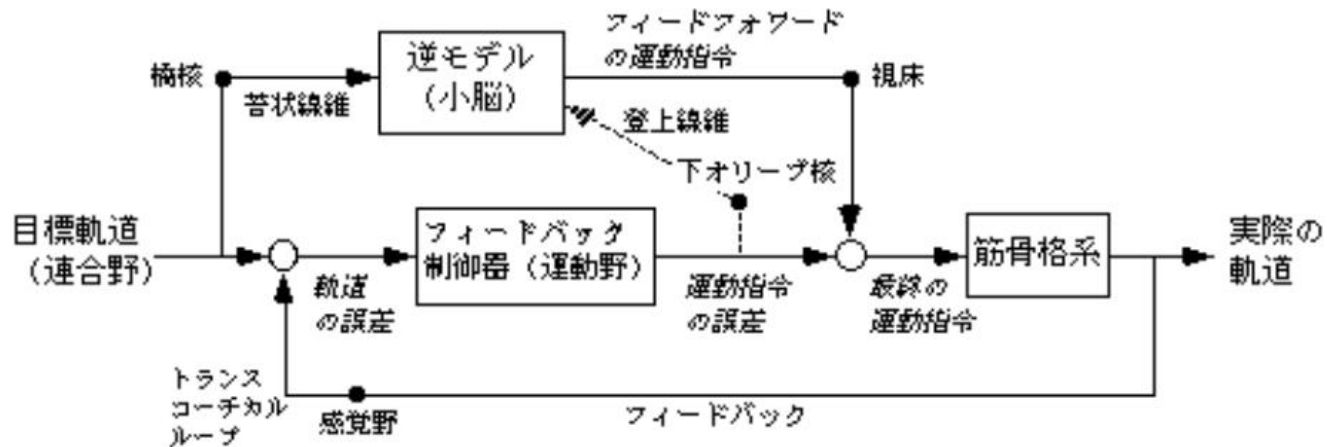 フィードフォワード
の運動指令
逆モデル
(小脳)
橋核
視床
苔状線維
登上線維
下オリーブ核
目標軌道
(連合野)
フィードバック
制御器(運動野)
筋骨格系
実際の
軌道
軌道
の誤差
運動指令
の誤差
最終の
運動指令
トランス
コーチカル
ループ
感覚野
フィードバック